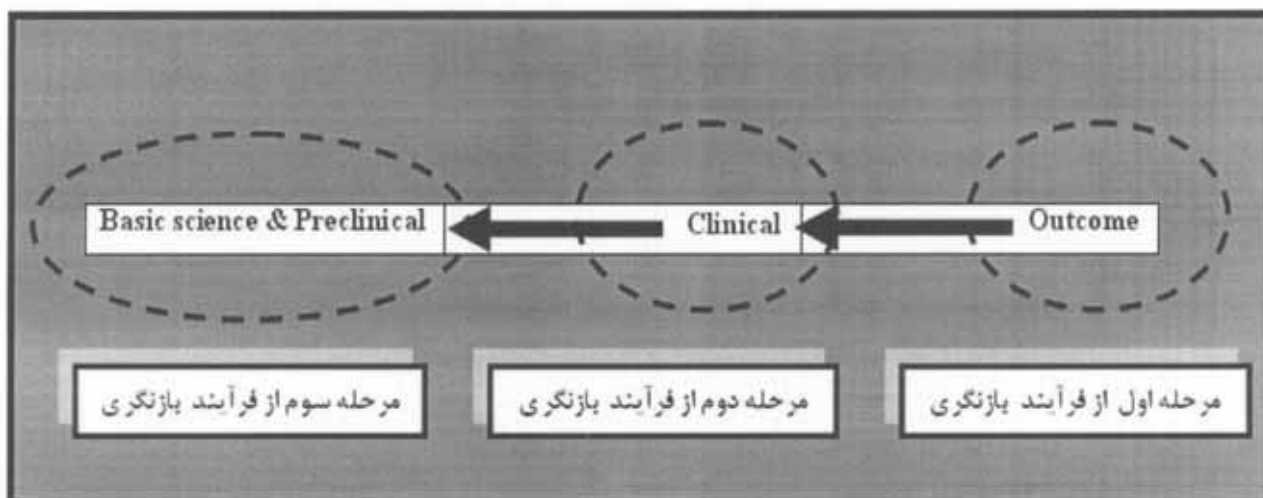 Basic science & Preclinical
Clinical
Outcome
مرحله اول از فرآیند بازنگری
مرحله دوم از فرآیند بازنگری
مرحله سوم از فرآیند بازنگری